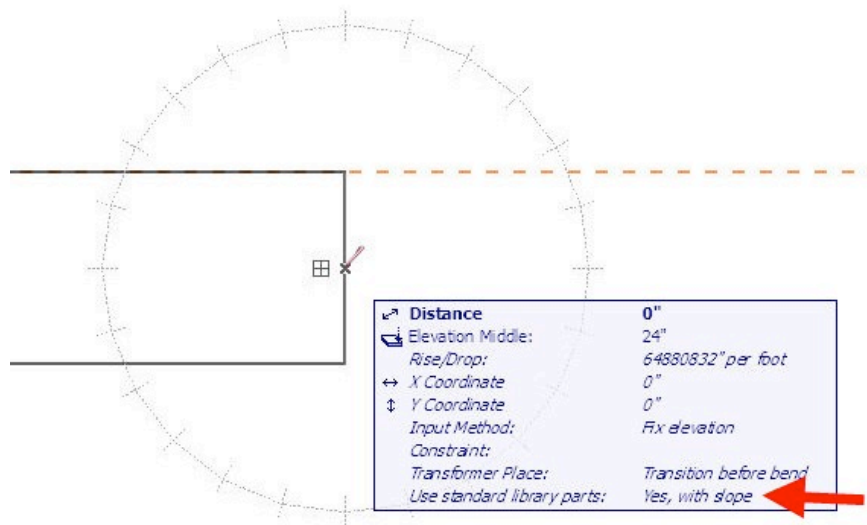 Distance 0"
Elevation Middle: 24"
Rise/Drop: 64880832" per foot
X Coordinate 0"
Y Coordinate 0"
Input Method: Fix elevation
Constraint:
Transformer Place: Transition before bend
Use standard library parts: Yes, with slope